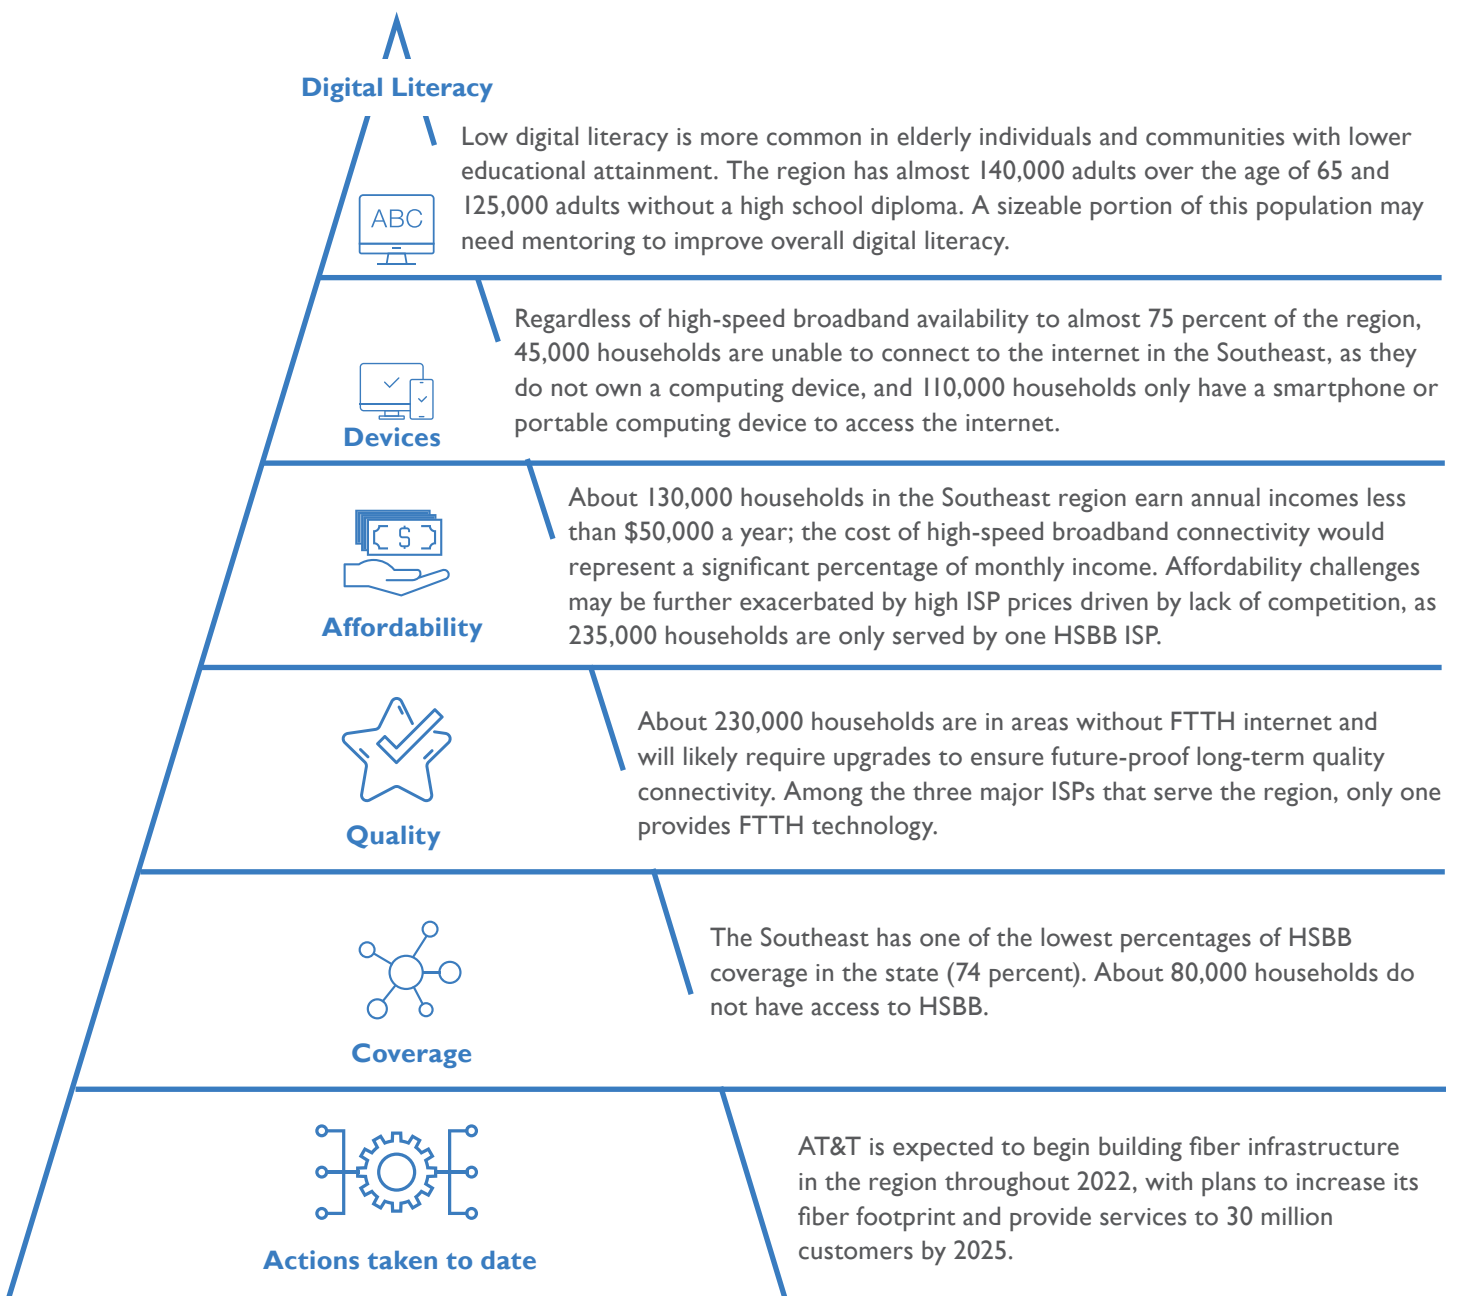 Digital Literacy
Low digital literacy is more common in elderly individuals and communities with lower
educational attainment. The region has almost 140,000 adults over the age of 65 and
125,000 adults without a high school diploma. A sizeable portion of this population may
need mentoring to improve overall digital literacy.
ABC
Regardless of high-speed broadband availability to almost 75 percent of the region,
45,000 households are unable to connect to the internet in the Southeast, as they
do not own a computing device, and 110,000 households only have a smartphone or
portable computing device to access the internet.
Devices
About 130,000 households in the Southeast region earn annual incomes less
than $50,000 a year; the cost of high-speed broadband connectivity would
represent a significant percentage of monthly income. Affordability challenges
may be further exacerbated by high ISP prices driven by lack of competition, as
235,000 households are only served by one HSBB ISP.
$
Affordability
About 230,000 households are in areas without FTTH internet and
will likely require upgrades to ensure future-proof long-term quality
connectivity. Among the three major ISPs that serve the region, only one
provides FTTH technology.
Quality
The Southeast has one of the lowest percentages of HSBB
coverage in the state (74 percent). About 80,000 households do
not have access to HSBB.
Coverage
AT&T is expected to begin building fiber infrastructure
in the region throughout 2022, with plans to increase its
fiber footprint and provide services to 30 million
customers by 2025.
Actions taken to date